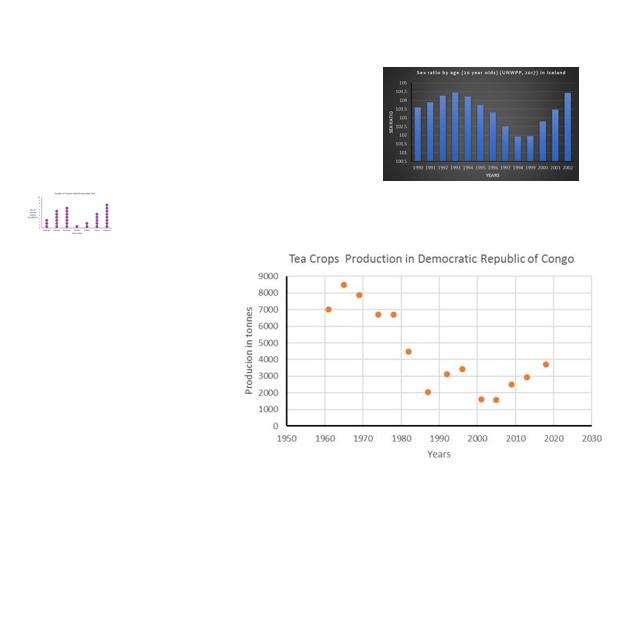 Sex ratio by age (20 year olds) (UNWPP, 2017) in Iceland
SEX RATIO
105
104.5
104
103.5
103
102.5
102
101.5
101
100.5
1990 1991 1992 1993 1994 1995 1996 1997 1998 1999 2000 2001 2002
YEARS
Tea Crops Production in Democratic Republic of Congo
Producion in tonnes
9000
8000
7000
6000
5000
4000
3000
2000
1000
0
1950 1960 1970 1980 1990 2000 2010 2020 2030
Years